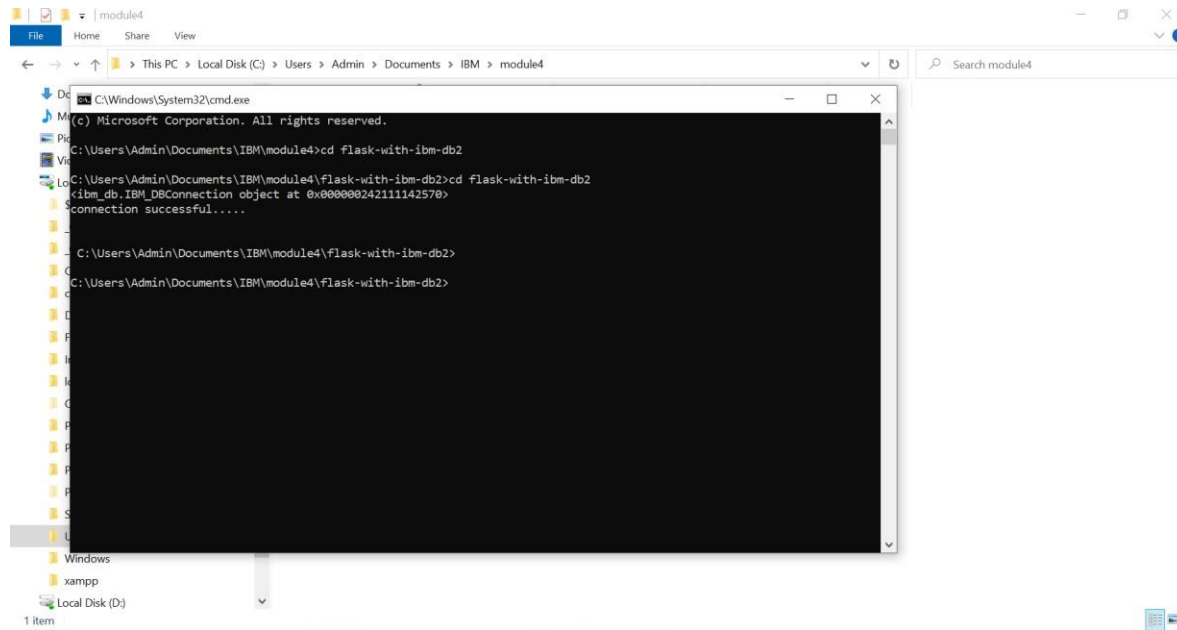 module4
File Home Share View
This PC > Local Disk (C:) > Users > Admin > Documents > IBM > module4
Search module4
C:\Windows\System32\cmd.exe
(c) Microsoft Corporation. All rights reserved.
C:\Users\Admin\Documents\IBM\module4>cd flask-with-ibm-db2
C:\Users\Admin\Documents\IBM\module4\flask-with-ibm-db2>cd flask-with-ibm-db2
<ibm_db.IBM_DBConnection object at 0x000000242111142570>
connection successful.....
C:\Users\Admin\Documents\IBM\module4\flask-with-ibm-db2>
C:\Users\Admin\Documents\IBM\module4\flask-with-ibm-db2>
Windows
xampp
Local Disk (D:)
1 item